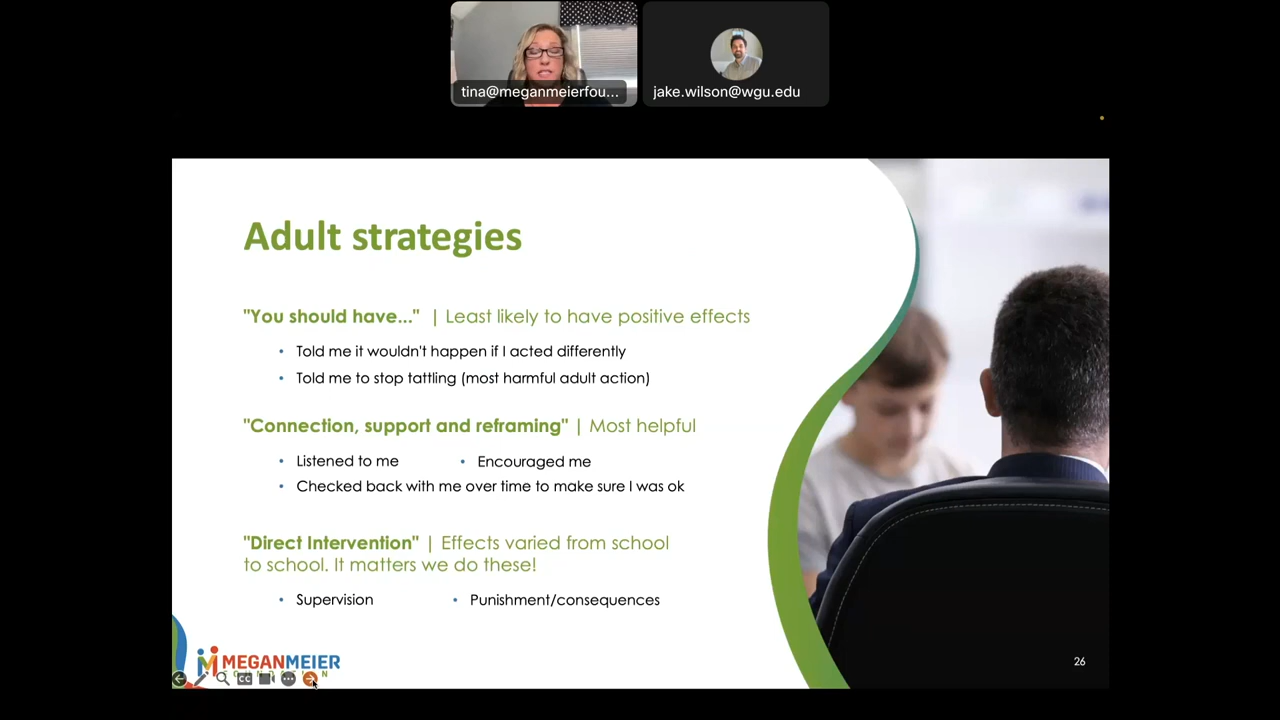 tina@meganmeierfou...
jake.wilson@wgu.edu
Adult strategies
"You should have..." | Least likely to have positive effects
• Told me it wouldn't happen if I acted differently
• Told me to stop tattling (most harmful adult action)
"Connection, support and reframing" | Most helpful
• Listened to me • Encouraged me
• Checked back with me over time to make sure I was ok
"Direct Intervention" | Effects varied from school
to school. It matters we do these!
• Supervision • Punishment/consequences
MEGANMEIER
CC
26